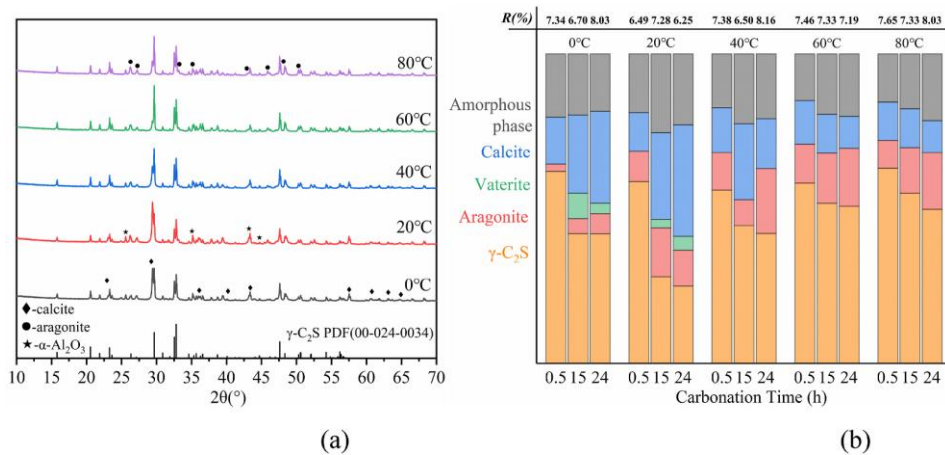 80℃
60℃
40℃
20℃
0℃
♦-calcite
●-aragonite
★-α-Al₂O₃
γ-C₂S PDF(00-024-0034)
10 15 20 25 30 35 40 45 50 55 60 65 70
2θ(°)
(a)
R(%)
7.34 6.70 8.03 6.49 7.28 6.25 7.38 6.50 8.16 7.46 7.33 7.19 7.65 7.33 8.03
0℃ 20℃ 40℃ 60℃ 80℃
Amorphous
phase
Calcite
Vaterite
Aragonite
γ-C₂S
0.5 15 24 0.5 15 24 0.5 15 24 0.5 15 24 0.5 15 24
Carbonation Time (h)
(b)